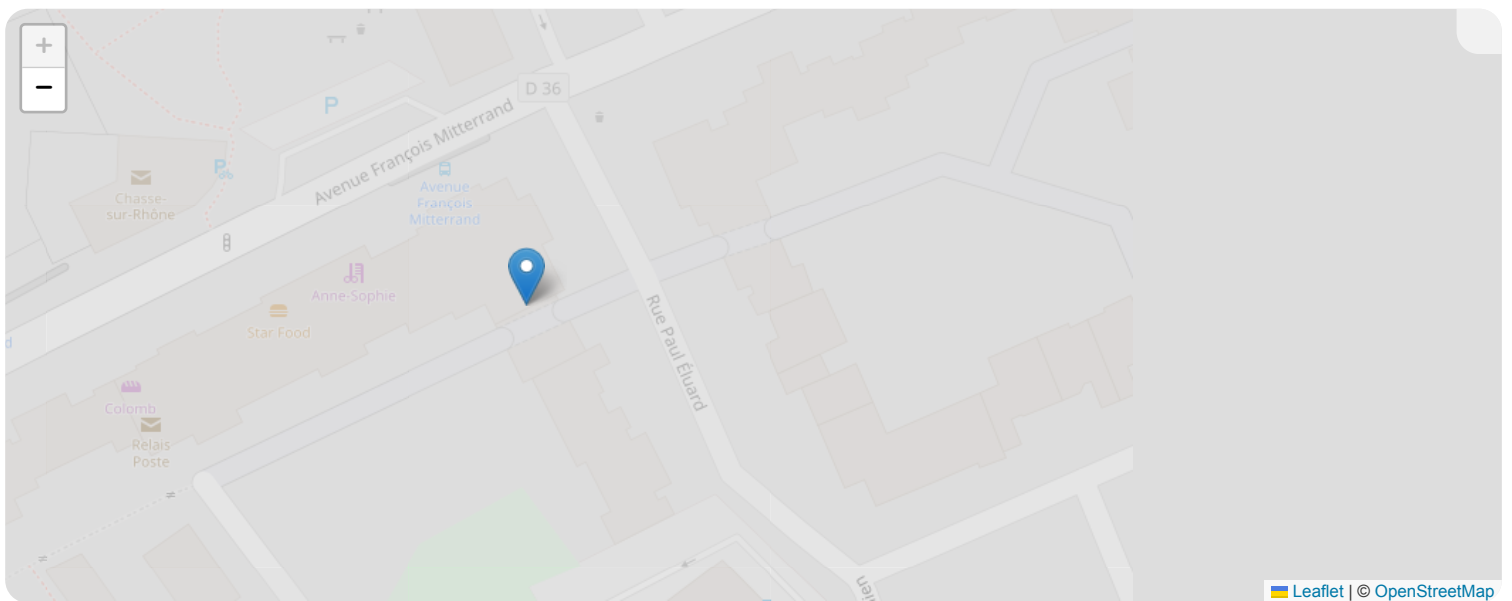 +
−
D 36
P
Avenue François Mitterrand
P
Avenue
François
Mitterrand
Chasse-
sur-Rhône
Anne-Sophie
Star Food
d
Rue Paul Éluard
Colomb
Relais
Poste
lien
Leaflet | © OpenStreetMap